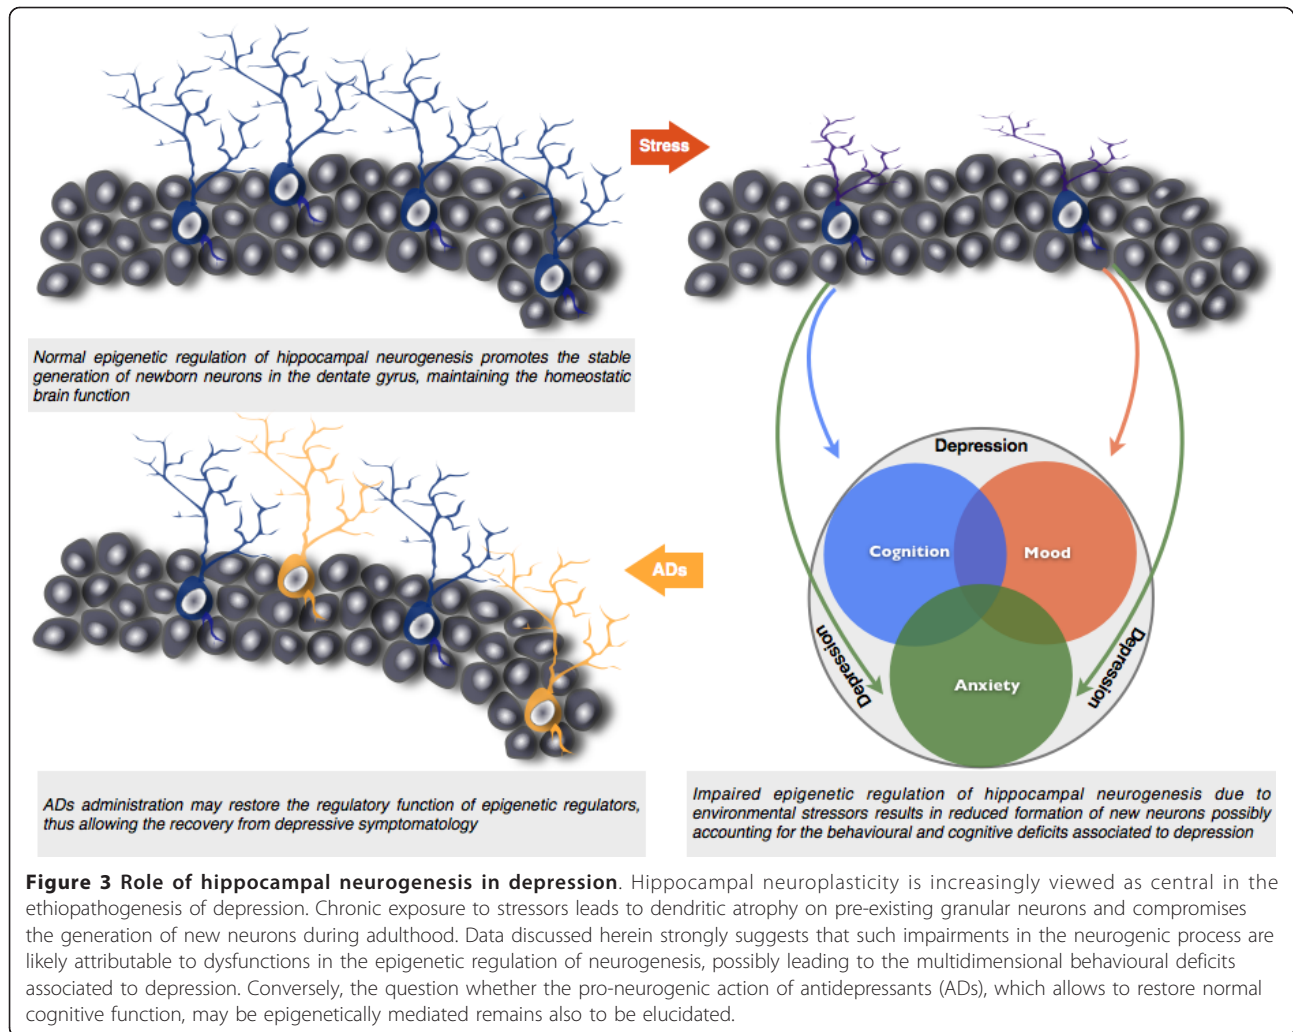 Stress
Normal epigenetic regulation of hippocampal neurogenesis promotes the stable
generation of newborn neurons in the dentate gyrus, maintaining the homeostatic
brain function
Depression
Cognition
Mood
ADs
Anxiety
Depression
Depression
ADs administration may restore the regulatory function of epigenetic regulators,
thus allowing the recovery from depressive symptomatology
Impaired epigenetic regulation of hippocampal neurogenesis due to
environmental stressors results in reduced formation of new neurons possibly
accounting for the behavioural and cognitive deficits associated to depression
Figure 3 Role of hippocampal neurogenesis in depression. Hippocampal neuroplasticity is increasingly viewed as central in the
ethiopathogenesis of depression. Chronic exposure to stressors leads to dendritic atrophy on pre-existing granular neurons and compromises
the generation of new neurons during adulthood. Data discussed herein strongly suggests that such impairments in the neurogenic process are
likely attributable to dysfunctions in the epigenetic regulation of neurogenesis, possibly leading to the multidimensional behavioural deficits
associated to depression. Conversely, the question whether the pro-neurogenic action of antidepressants (ADs), which allows to restore normal
cognitive function, may be epigenetically mediated remains also to be elucidated.